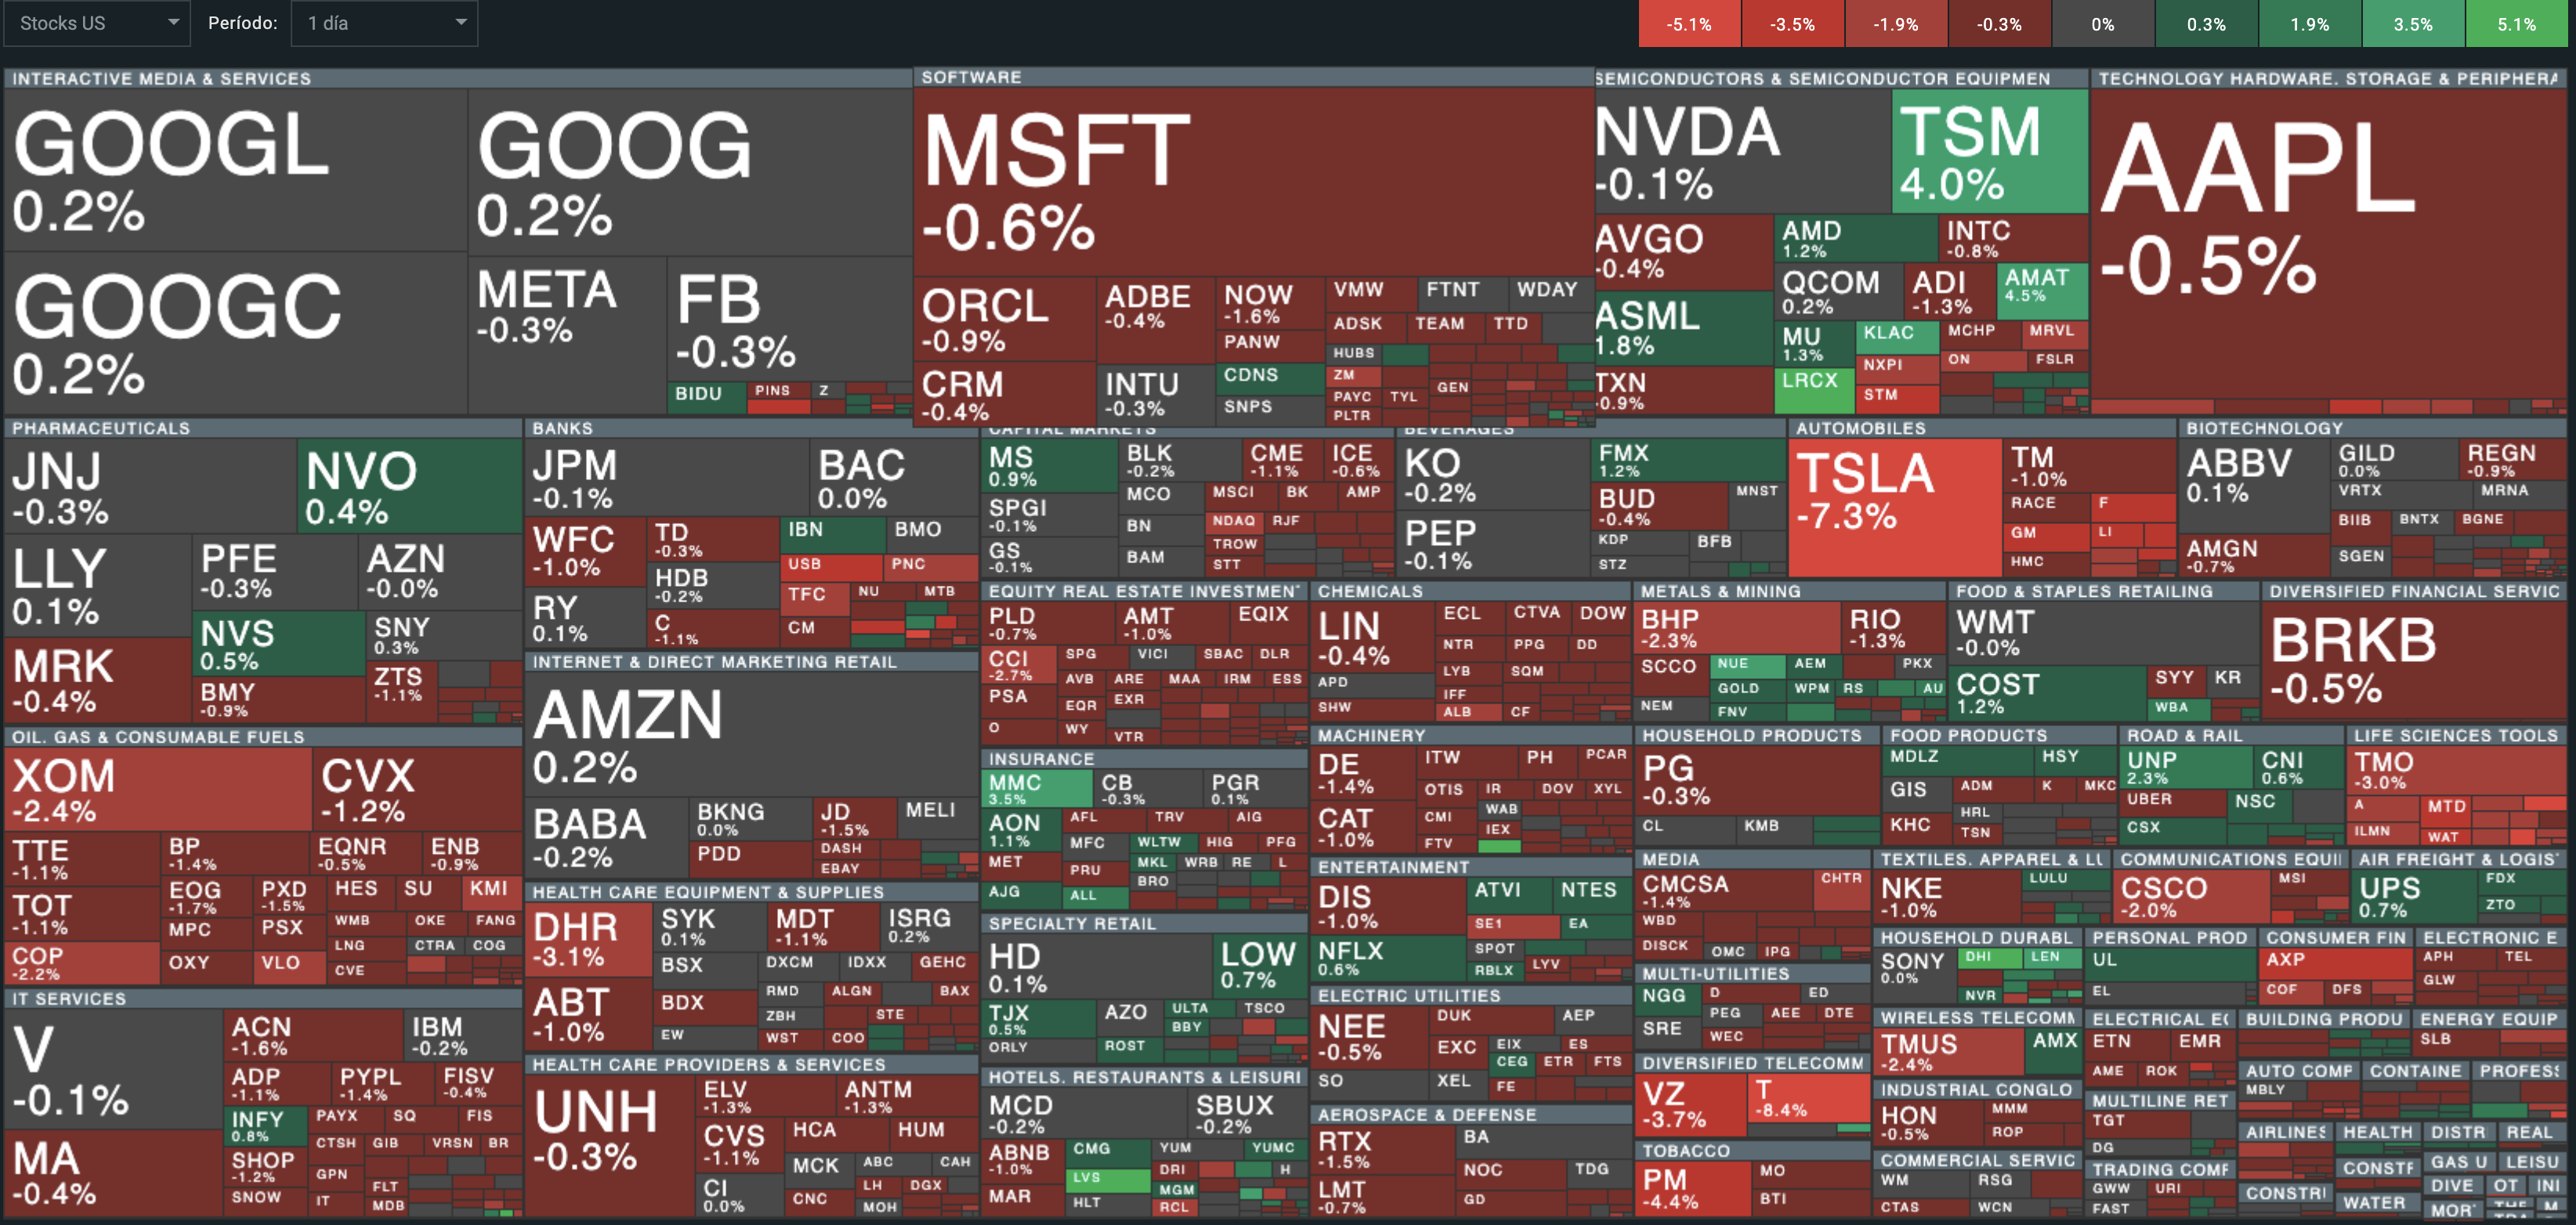 Stocks US
Período:
1 día
-5.1%
-3.5%
-1.9%
-0.3%
0%
0.3%
1.9%
3.5%
5.1%
INTERACTIVE MEDIA & SERVICES
GOOGL
0.2%
GOOG
0.2%
GOOGC
0.2%
META
-0.3%
FB
-0.3%
BIDU
PINS
Z
SOFTWARE
MSFT
-0.6%
ORCL
-0.9%
CRM
-0.4%
ADBE
-0.4%
INTU
-0.3%
NOW
-1.6%
PANW
CDNS
SNPS
VMW
FTNT
WDAY
ADSK
TEAM
TTD
HUBS
ZM
PAYC
TYL
GEN
PLTR
SEMICONDUCTORS & SEMICONDUCTOR EQUIPMEN
NVDA
-0.1%
TSM
4.0%
AVGO
-0.4%
ASML
1.8%
TXN
-0.9%
AMD
1.2%
INTC
-0.8%
QCOM
0.2%
ADI
-1.3%
AMAT
4.5%
MU
1.3%
LRCX
KLAC
NXPI
STM
MCHP
MRVL
ON
FSLR
TECHNOLOGY HARDWARE. STORAGE & PERIPHERA
AAPL
-0.5%
PHARMACEUTICALS
JNJ
-0.3%
NVO
0.4%
LLY
0.1%
PFE
-0.3%
AZN
-0.0%
MRK
-0.4%
NVS
0.5%
BMY
-0.9%
SNY
0.3%
ZTS
-1.1%
BANKS
JPM
-0.1%
BAC
0.0%
WFC
-1.0%
RY
0.1%
TD
-0.3%
HDB
-0.2%
C
-1.1%
IBN
BMO
USB
PNC
TFC
NU
MTB
CM
CAPITAL MARKETS
MS
0.9%
SPGI
-0.1%
GS
-0.1%
BLK
-0.2%
MCO
BN
BAM
CME
-1.1%
ICE
-0.6%
MSCI
BK
AMP
NDAQ
RJF
TROW
STT
BEVERAGES
KO
-0.2%
PEP
-0.1%
FMX
1.2%
BUD
-0.4%
MNST
KDP
BFB
STZ
AUTOMOBILES
TSLA
-7.3%
TM
-1.0%
RACE
F
GM
LI
HMC
BIOTECHNOLOGY
ABBV
0.1%
AMGN
-0.7%
GILD
0.0%
REGN
-0.9%
VRTX
MRNA
BIIB
BNTX
BGNE
SGEN
OIL. GAS & CONSUMABLE FUELS
XOM
-2.4%
CVX
-1.2%
TTE
-1.1%
TOT
-1.1%
COP
-2.2%
BP
-1.4%
EQNR
-0.5%
ENB
-0.9%
EOG
-1.7%
PXD
-1.5%
MPC
PSX
OXY
VLO
HES
SU
KMI
WMB
OKE
FANG
LNG
CTRA
COG
CVE
INTERNET & DIRECT MARKETING RETAIL
AMZN
0.2%
BABA
-0.2%
BKNG
0.0%
PDD
JD
-1.5%
MELI
DASH
EBAY
HEALTH CARE EQUIPMENT & SUPPLIES
DHR
-3.1%
ABT
-1.0%
SYK
0.1%
BSX
BDX
EW
MDT
-1.1%
ISRG
0.2%
DXCM
IDXX
GEHC
RMD
ALGN
BAX
ZBH
STE
WST
COO
HEALTH CARE PROVIDERS & SERVICES
UNH
-0.3%
ELV
-1.3%
ANTM
-1.3%
CVS
-1.1%
CI
0.0%
HCA
HUM
MCK
ABC
CAH
CNC
LH
DGX
MOH
IT SERVICES
V
-0.1%
MA
-0.4%
ACN
-1.6%
IBM
-0.2%
ADP
-1.1%
PYPL
-1.4%
FISV
-0.4%
INFY
0.8%
SHOP
-1.2%
SNOW
PAYX
SQ
FIS
CTSH
GIB
VRSN
BR
GPN
IT
FLT
MDB
EQUITY REAL ESTATE INVESTMEN
PLD
-0.7%
AMT
-1.0%
EQIX
CCI
-2.7%
PSA
O
SPG
VICI
SBAC
DLR
AVB
ARE
MAA
IRM
ESS
EQR
EXR
WY
VTR
INSURANCE
MMC
3.5%
CB
-0.3%
PGR
0.1%
AON
1.1%
MET
AJG
AFL
TRV
AIG
MFC
WLTW
HIG
PFG
PRU
MKL
WRB
RE
L
ALL
BRO
SPECIALTY RETAIL
HD
0.1%
LOW
0.7%
TJX
0.5%
ORLY
AZO
ROST
ULTA
TSCO
BBY
HOTELS. RESTAURANTS & LEISURI
MCD
-0.2%
SBUX
-0.2%
ABNB
-1.0%
MAR
CMG
LVS
HLT
YUM
YUMC
DRI
H
MGM
RCL
CHEMICALS
LIN
-0.4%
APD
SHW
ECL
CTVA
DOW
NTR
PPG
DD
LYB
SQM
IFF
ALB
CF
MACHINERY
DE
-1.4%
CAT
-1.0%
ITW
PH
PCAR
OTIS
IR
DOV
XYL
CMI
WAB
FTV
IEX
ENTERTAINMENT
DIS
-1.0%
NFLX
0.6%
ATVI
NTES
SE1
EA
SPOT
RBLX
LYV
ELECTRIC UTILITIES
NEE
-0.5%
SO
DUK
AEP
EXC
XEL
EIX
ES
CEG
ETR
FTS
FE
AEROSPACE & DEFENSE
RTX
-1.5%
LMT
-0.7%
BA
NOC
TDG
GD
METALS & MINING
BHP
-2.3%
RIO
-1.3%
SCCO
NEM
NUE
AEM
PKX
GOLD
WPM
RS
AU
FNV
FOOD & STAPLES RETAILING
WMT
-0.0%
COST
1.2%
SYY
KR
WBA
DIVERSIFIED FINANCIAL SERVIC
BRKB
-0.5%
HOUSEHOLD PRODUCTS
PG
-0.3%
CL
KMB
FOOD PRODUCTS
MDLZ
HSY
GIS
KHC
ADM
K
MKC
HRL
TSN
ROAD & RAIL
UNP
2.3%
CNI
0.6%
UBER
NSC
CSX
LIFE SCIENCES TOOLS
TMO
-3.0%
A
MTD
ILMN
WAT
MEDIA
CMCSA
-1.4%
CHTR
WBD
DISCK
OMC
IPG
TEXTILES. APPAREL & LU
NKE
-1.0%
LULU
COMMUNICATIONS EQUI
CSCO
-2.0%
MSI
AIR FREIGHT & LOGIS
UPS
0.7%
FDX
ZTO
MULTI-UTILITIES
NGG
SRE
D
ED
PEG
AEE
DTE
WEC
HOUSEHOLD DURABL
SONY
0.0%
DHI
LEN
NVR
PERSONAL PROD
UL
EL
CONSUMER FIN
AXP
COF
DFS
ELECTRONIC E
APH
TEL
GLW
DIVERSIFIED TELECOMM
VZ
-3.7%
T
-8.4%
WIRELESS TELECOMM
TMUS
-2.4%
AMX
ELECTRICAL E
ETN
EMR
AME
ROK
BUILDING PRODU
ENERGY EQUIP
SLB
TOBACCO
PM
-4.4%
MO
BTI
INDUSTRIAL CONGLO
HON
-0.5%
MMM
ROP
MULTILINE RET
TGT
DG
AUTO COMP
MBLY
CONTAINE
PROFES
COMMERCIAL SERVIC
WM
RSG
CTAS
WCN
TRADING COMF
GWW
URI
FAST
AIRLINES
HEALTH
DISTR
REAL
CONSTRI
CONSTF
GAS U
LEISU
WATER
DIVE
OT
INI
MOR